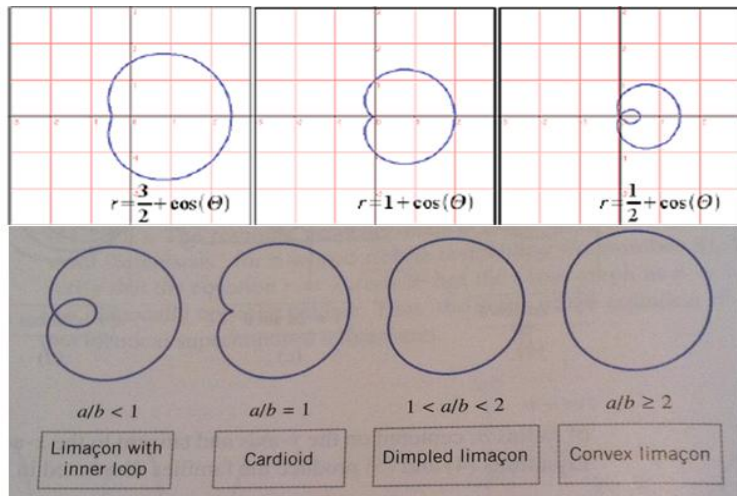 r = 3/2 + cos(Θ)
r = 1 + cos(Θ)
r = 1/2 + cos(Θ)
a/b < 1
a/b = 1
1 < a/b < 2
a/b ≥ 2
Limaçon with
inner loop
Cardioid
Dimpled limaçon
Convex limaçon